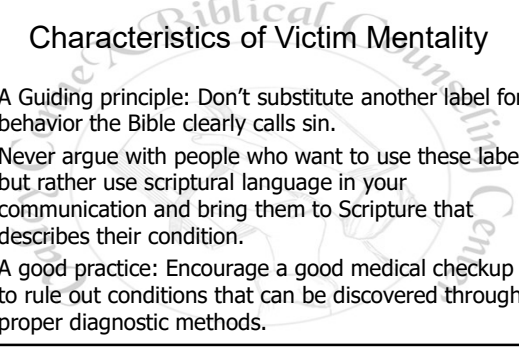 Characteristics of Victim Mentality
A Guiding principle: Don't substitute another label for
behavior the Bible clearly calls sin.
Never argue with people who want to use these
but rather use scriptural language in your
communication and bring them to Scripture that
describes their condition.
A good practice: Encourage a good medical checkup
to rule out conditions that can be discovered through
proper diagnostic methods.
Biblical Counseling Center